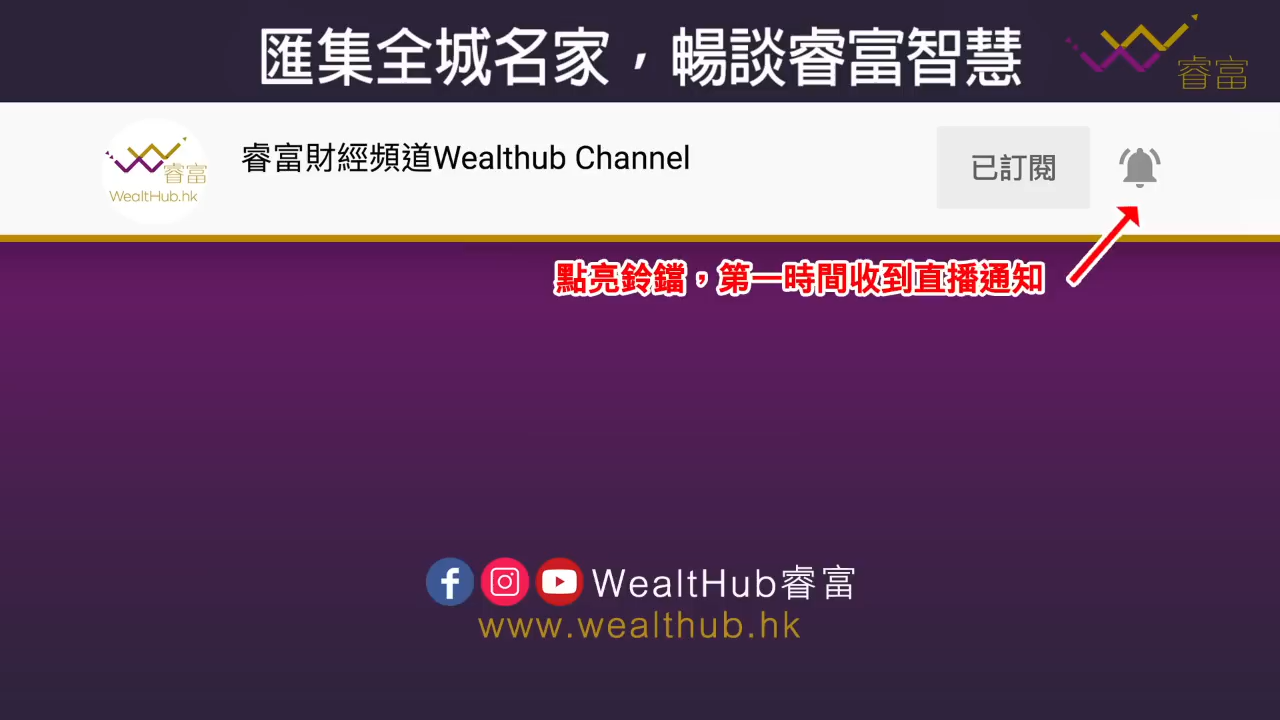 匯集全城名家，暢談睿富智慧
睿富
睿富
WealtHub.hk
睿富財經頻道Wealthub Channel
已訂閱
點亮鈴鐺，第一時間收到直播通知
WealtHub睿富
www.wealthub.hk